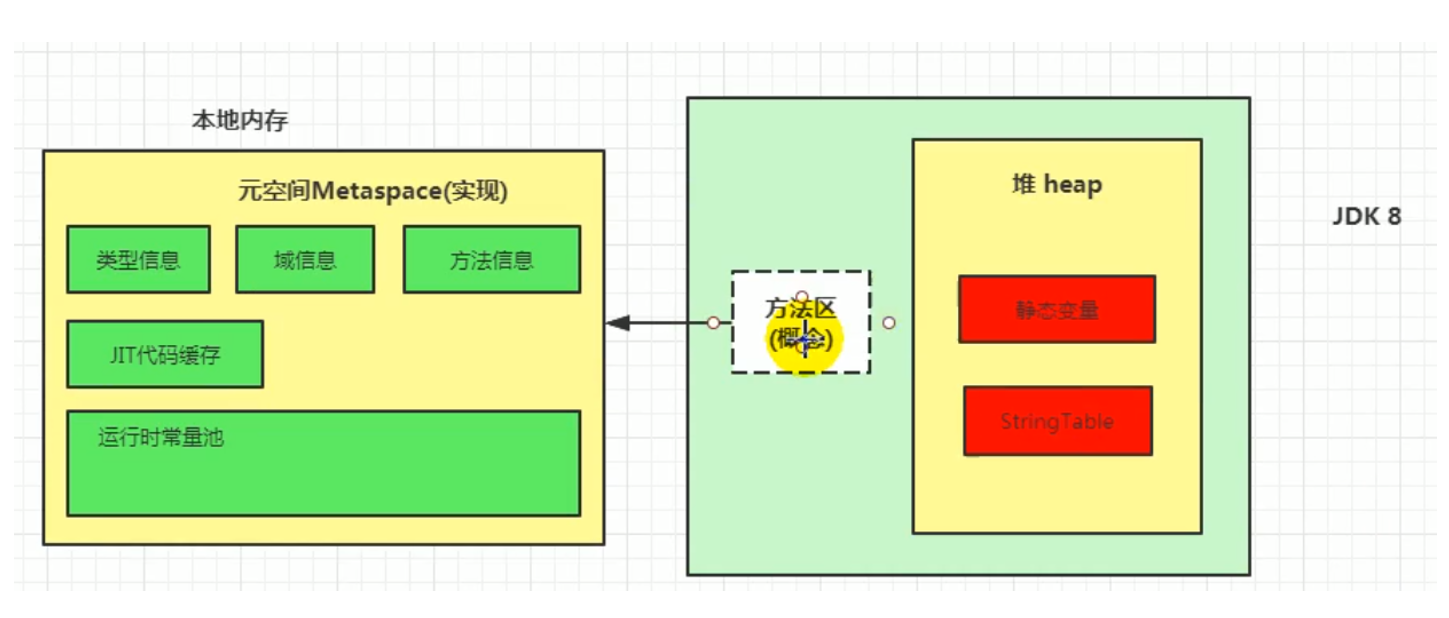 本地内存
元空间Metaspace(实现)
类型信息
域信息
方法信息
JIT代码缓存
运行时常量池
方法区
(概念)
堆 heap
静态变量
StringTable
JDK 8